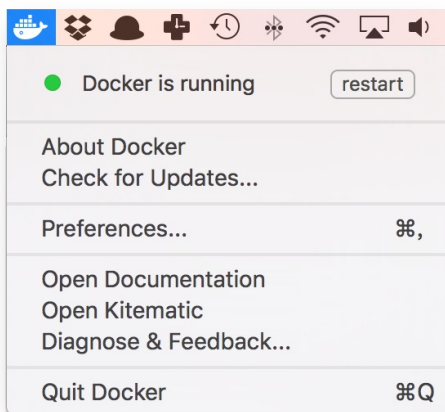 Docker is running restart
About Docker
Check for Updates...
Preferences... ⌘,
Open Documentation
Open Kitematic
Diagnose & Feedback...
Quit Docker ⌘Q